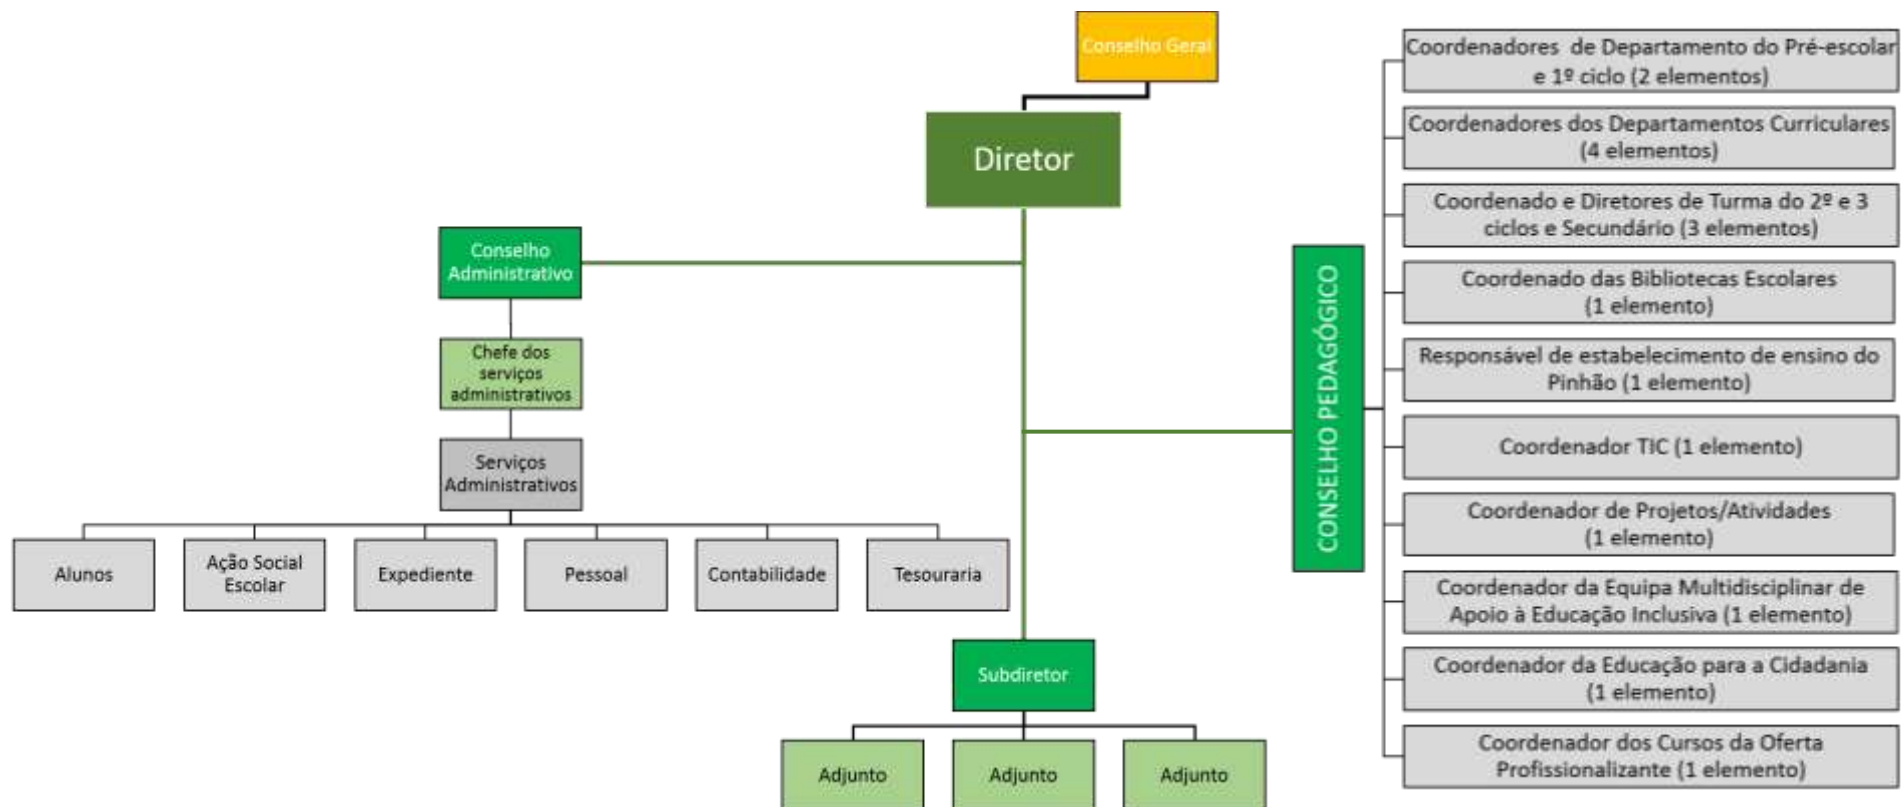 Conselho Geral
Diretor
Conselho
Administrativo
Chefe dos
serviços
administrativos
Serviços
Administrativos
Alunos
Ação Social
Escolar
Expediente
Pessoal
Contabilidade
Tesouraria
Subdiretor
Adjunto
Adjunto
Adjunto
CONSELHO PEDAGÓGICO
Coordenadores de Departamento do Pré-escolar
e 1º ciclo (2 elementos)
Coordenadores dos Departamentos Curriculares
(4 elementos)
Coordenado e Diretores de Turma do 2º e 3
ciclos e Secundário (3 elementos)
Coordenado das Bibliotecas Escolares
(1 elemento)
Responsável de estabelecimento de ensino do
Pinhão (1 elemento)
Coordenador TIC (1 elemento)
Coordenador de Projetos/Atividades
(1 elemento)
Coordenador da Equipa Multidisciplinar de
Apoio à Educação Inclusiva (1 elemento)
Coordenador da Educação para a Cidadania
(1 elemento)
Coordenador dos Cursos da Oferta
Profissionalizante (1 elemento)